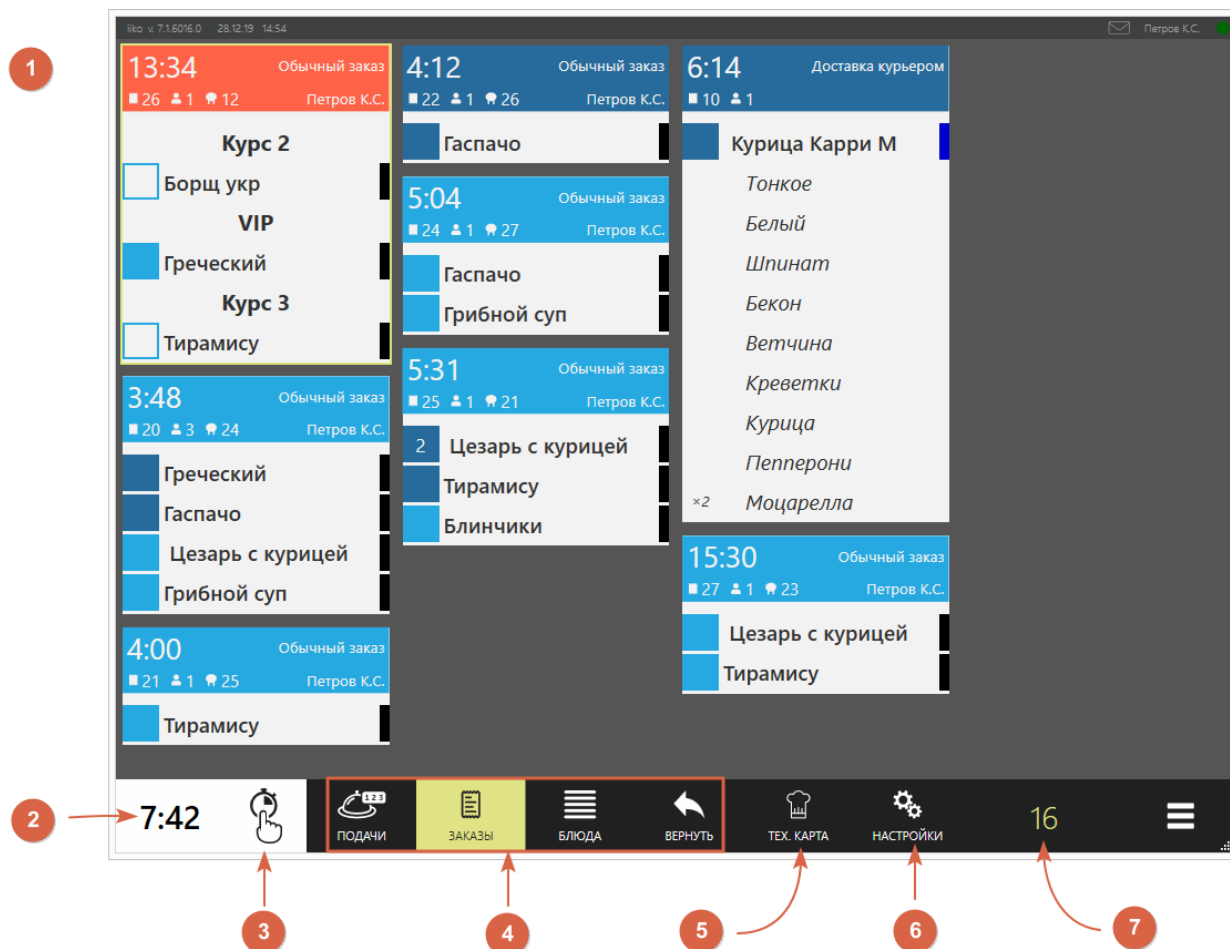 iiko v. 7.1.6016.0 28.12.19 14:54 Петров К.С.
1
13:34 Обычный заказ
26 1 12 Петров К.С.
Курс 2
Борщ укр
VIP
Греческий
Курс 3
Тирамису
3:48 Обычный заказ
20 3 24 Петров К.С.
Греческий
Гаспачо
Цезарь с курицей
Грибной суп
4:00 Обычный заказ
21 1 25 Петров К.С.
Тирамису
4:12 Обычный заказ
22 1 26
Гаспачо
5:04 Обычный заказ
24 1 27 Петров К.С.
Гаспачо
Грибной суп
5:31 Обычный заказ
25 1 21 Петров К.С.
2 Цезарь с курицей
Тирамису
Блинчики
6:14 Доставка курьером
10 1
Курица Карри М
Тонкое
Белый
Шпинат
Бекон
Ветчина
Креветки
Курица
Пепперони
×2 Моцарелла
15:30 Обычный заказ
27 1 23 Петров К.С.
Цезарь с курицей
Тирамису
2
7:42
123
ПОДАЧИ
ЗАКАЗЫ
БЛЮДА
ВЕРНУТЬ
ТЕХ. КАРТА
НАСТРОЙКИ
16
3
4
5
6
7